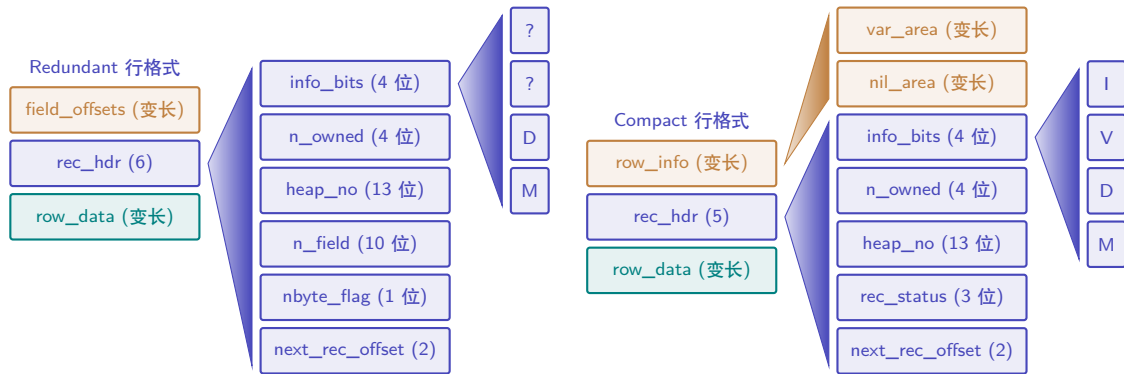 Redundant 行格式
field_offsets (变长)
rec_hdr (6)
row_data (变长)
info_bits (4 位)
n_owned (4 位)
heap_no (13 位)
n_field (10 位)
nbyte_flag (1 位)
next_rec_offset (2)
?
?
D
M
Compact 行格式
row_info (变长)
rec_hdr (5)
row_data (变长)
var_area (变长)
nil_area (变长)
info_bits (4 位)
n_owned (4 位)
heap_no (13 位)
rec_status (3 位)
next_rec_offset (2)
I
V
D
M